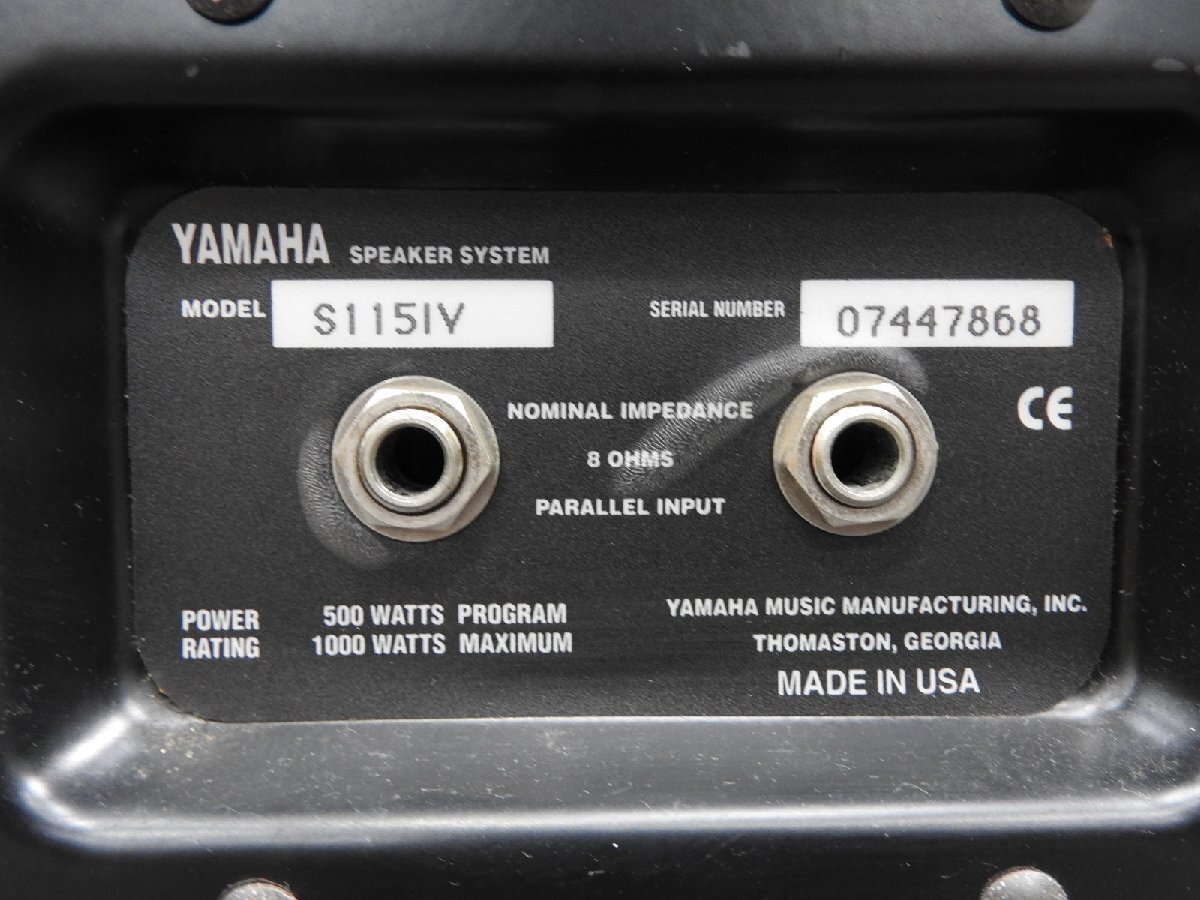 YAMAHA SPEAKER SYSTEM
MODEL S115IV SERIAL NUMBER 07447868
CE
NOMINAL IMPEDANCE
8 OHMS
PARALLEL INPUT
POWER RATING
500 WATTS PROGRAM
1000 WATTS MAXIMUM
YAMAHA MUSIC MANUFACTURING, INC.
THOMASTON, GEORGIA
MADE IN USA